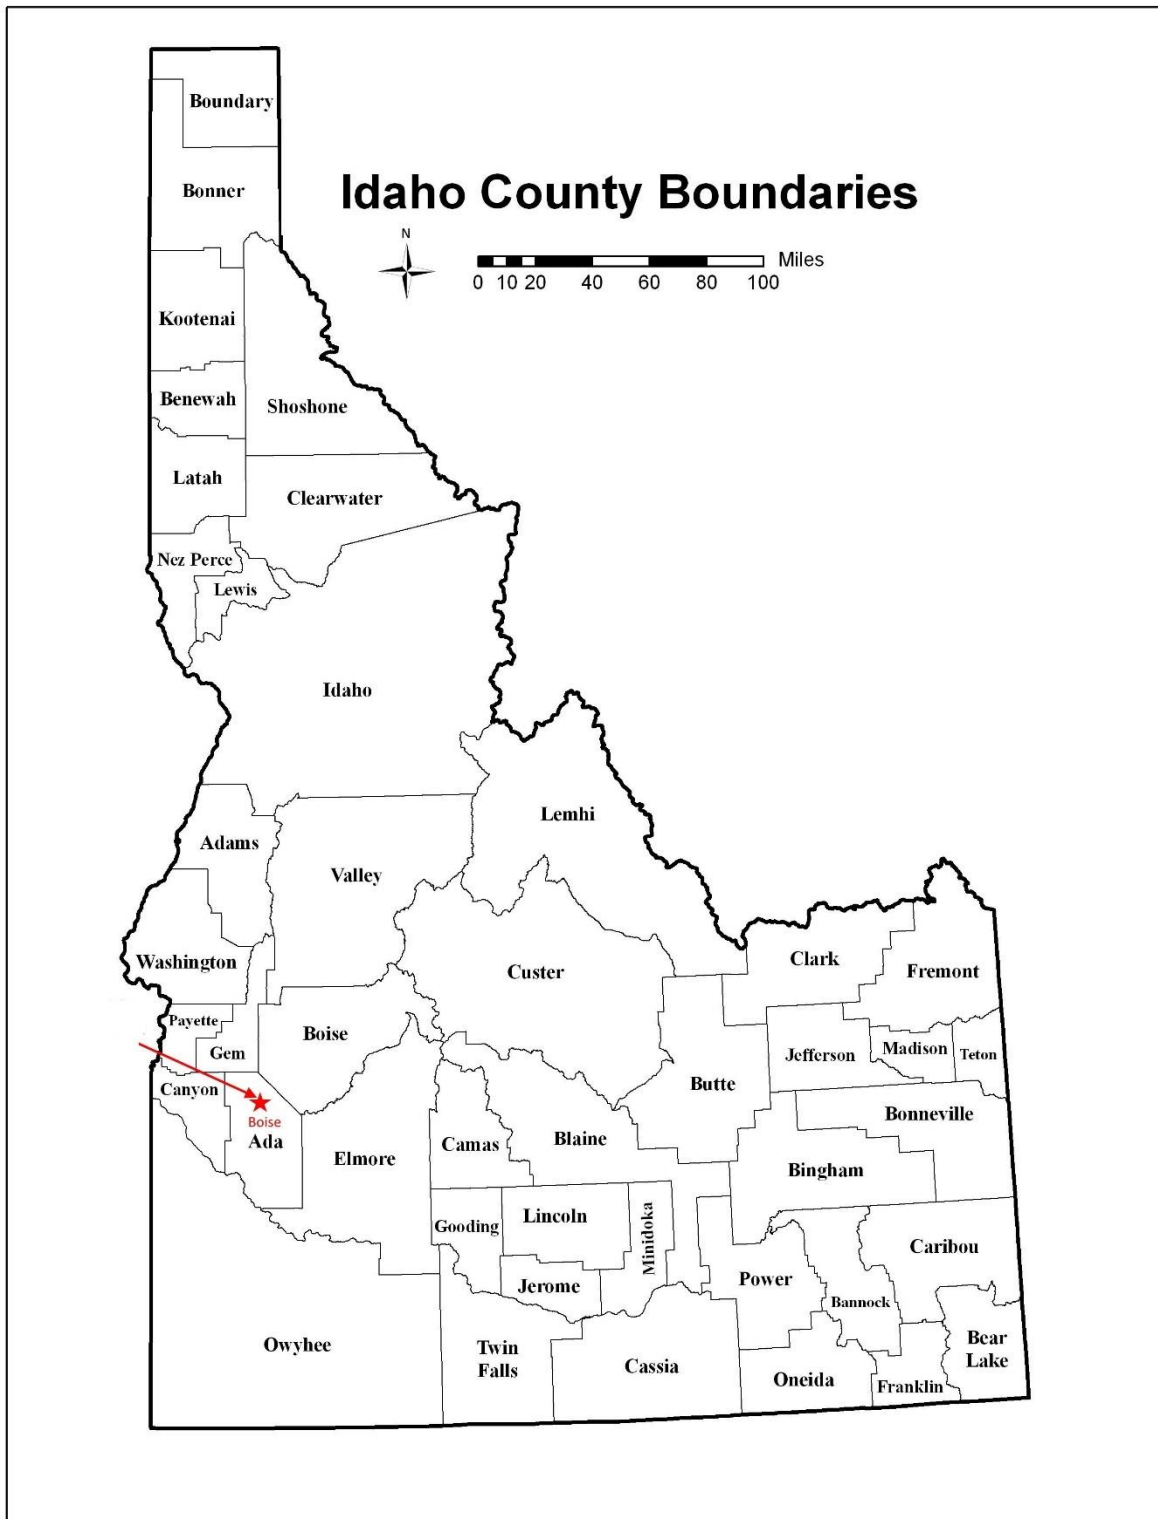 Boundary
Bonner
Idaho County Boundaries
N
Miles
0 10 20 40 60 80 100
Kootenai
Benewah
Shoshone
Latah
Clearwater
Nez Perce
Lewis
Idaho
Lemhi
Adams
Valley
Washington
Custer
Clark
Fremont
Payette
Boise
Gem
Jefferson
Madison
Teton
Canyon
Butte
Boise
Ada
Bonneville
Camas
Blaine
Elmore
Bingham
Lincoln
Gooding
Minidoka
Caribou
Jerome
Power
Bannock
Owyhee
Twin
Falls
Cassia
Bear
Lake
Oneida
Franklin